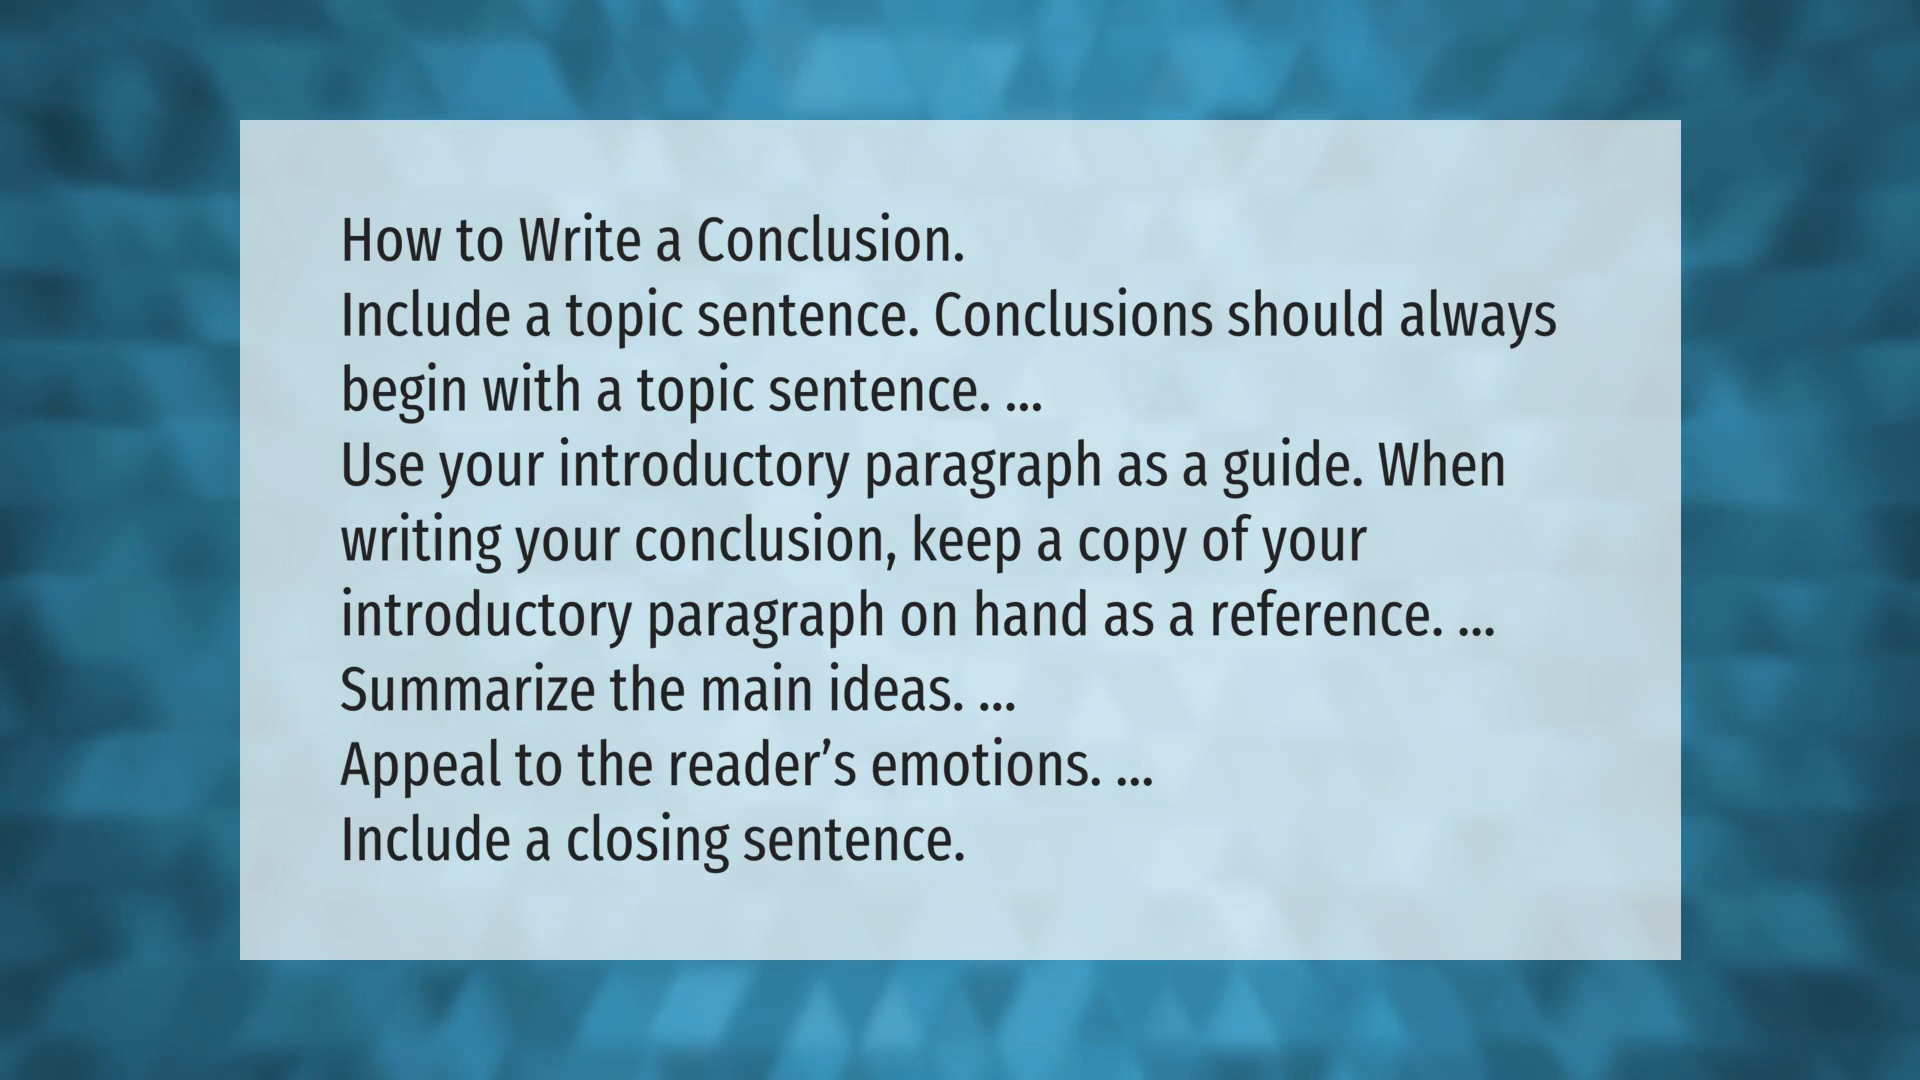 How to Write a Conclusion.
Include a topic sentence. Conclusions should always
begin with a topic sentence. ...
Use your introductory paragraph as a guide. When
writing your conclusion, keep a copy of your
introductory paragraph on hand as a reference. ...
Summarize the main ideas. ...
Appeal to the reader’s emotions. ...
Include a closing sentence.